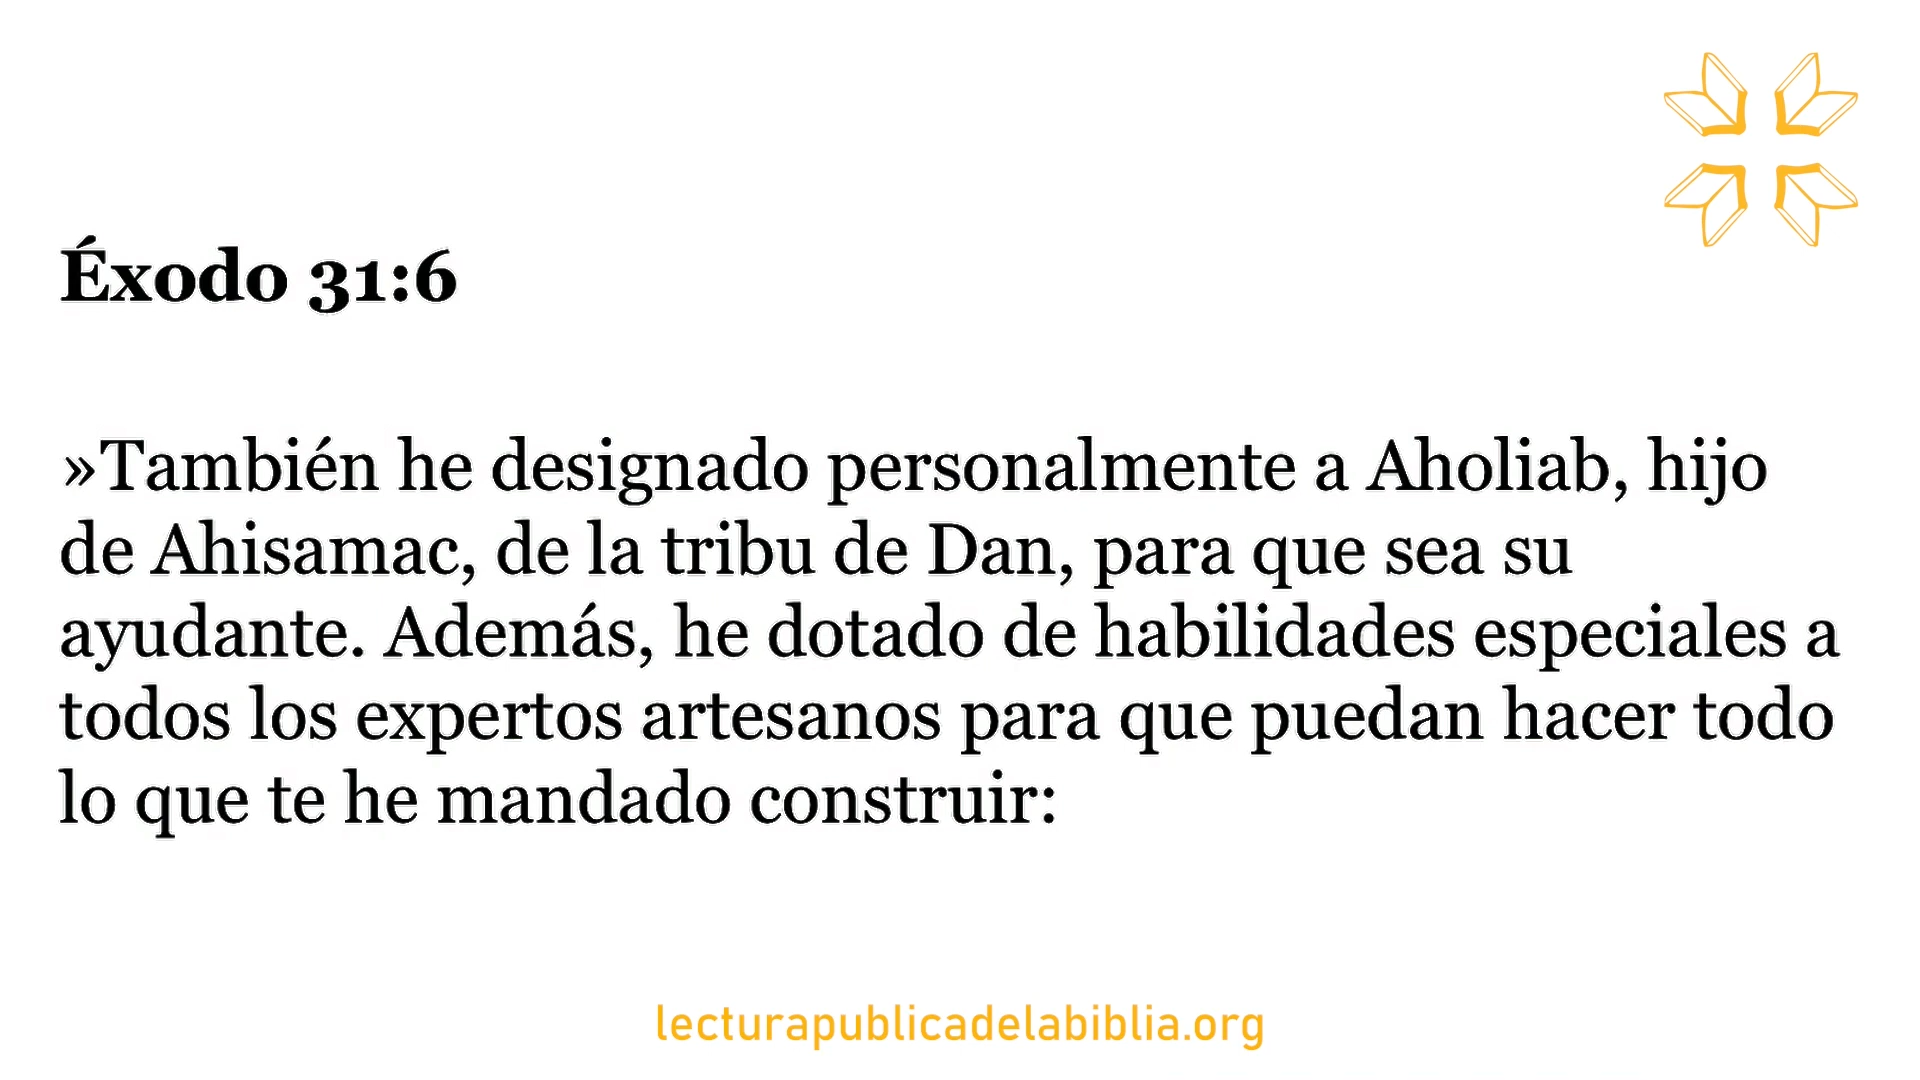 Éxodo 31:6
»También he designado personalmente a Aholiab, hijo
de Ahisamac, de la tribu de Dan, para que sea su
ayudante. Además, he dotado de habilidades especiales a
todos los expertos artesanos para que puedan hacer todo
lo que te he mandado construir:
lecturapublicadelabiblia.org